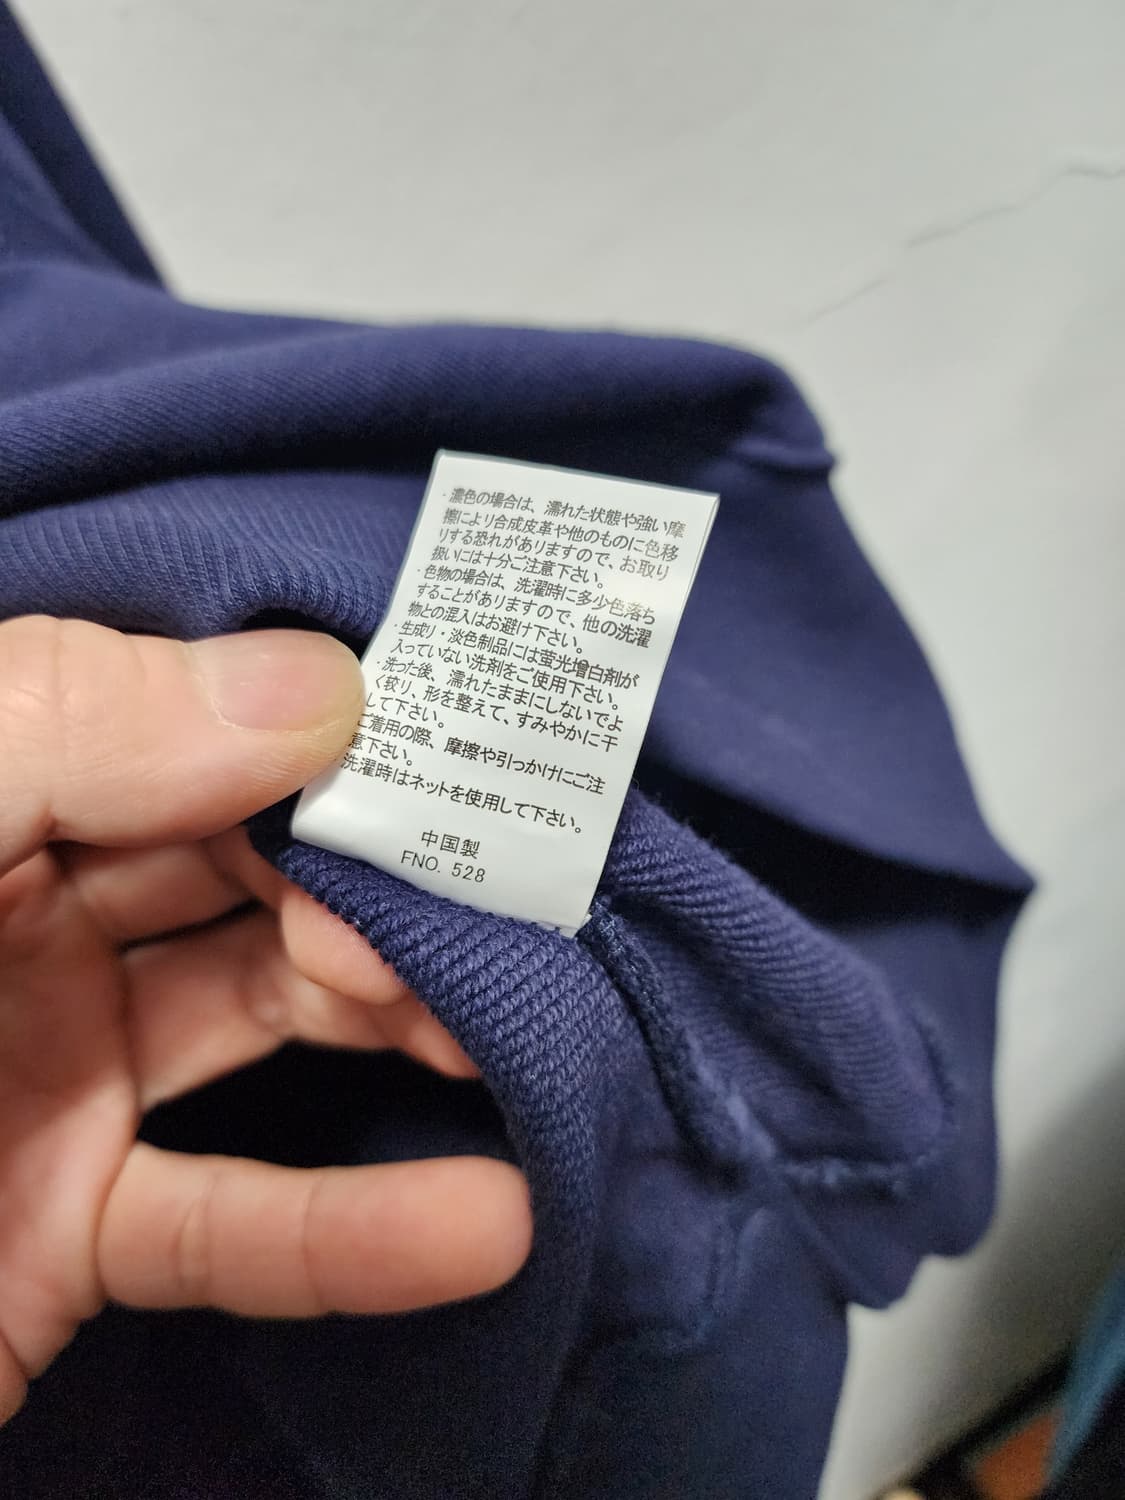 ・濃色の場合は、濡れた状態や強い摩
擦により合成皮革や他のものに色移
りする恐れがありますので、お取り
扱いには十分ご注意下さい。
・色物の場合は、洗濯時に多少色落ち
することがありますので、他の洗濯
物との混入はお避け下さい。
・生成り・淡色製品には蛍光増白剤が
入っていない洗剤をご使用下さい。
・洗った後、濡れたままにしないでよ
く絞り、形を整えて、すみやかに干
して下さい。
ご着用の際、摩擦や引っかけにご注
意下さい。
洗濯時はネットを使用して下さい。
中国製
FNO. 528